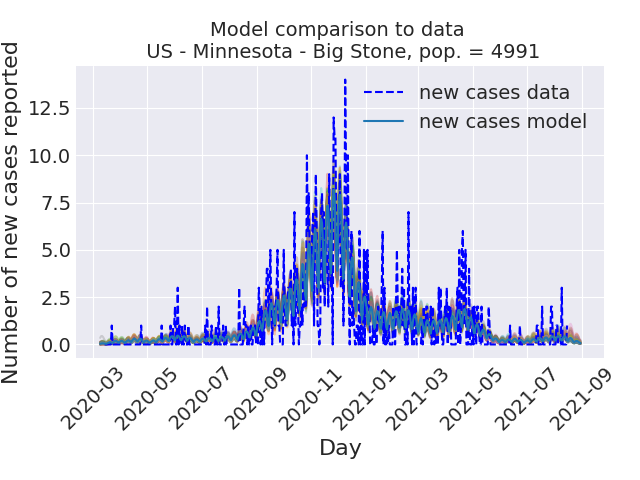 Model comparison to data
US - Minnesota - Big Stone, pop. = 4991
Number of new cases reported
12.5
10.0
7.5
5.0
2.5
0.0
new cases data
new cases model
2020-03
2020-05
2020-07
2020-09
2020-11
2021-01
2021-03
2021-05
2021-07
2021-09
Day